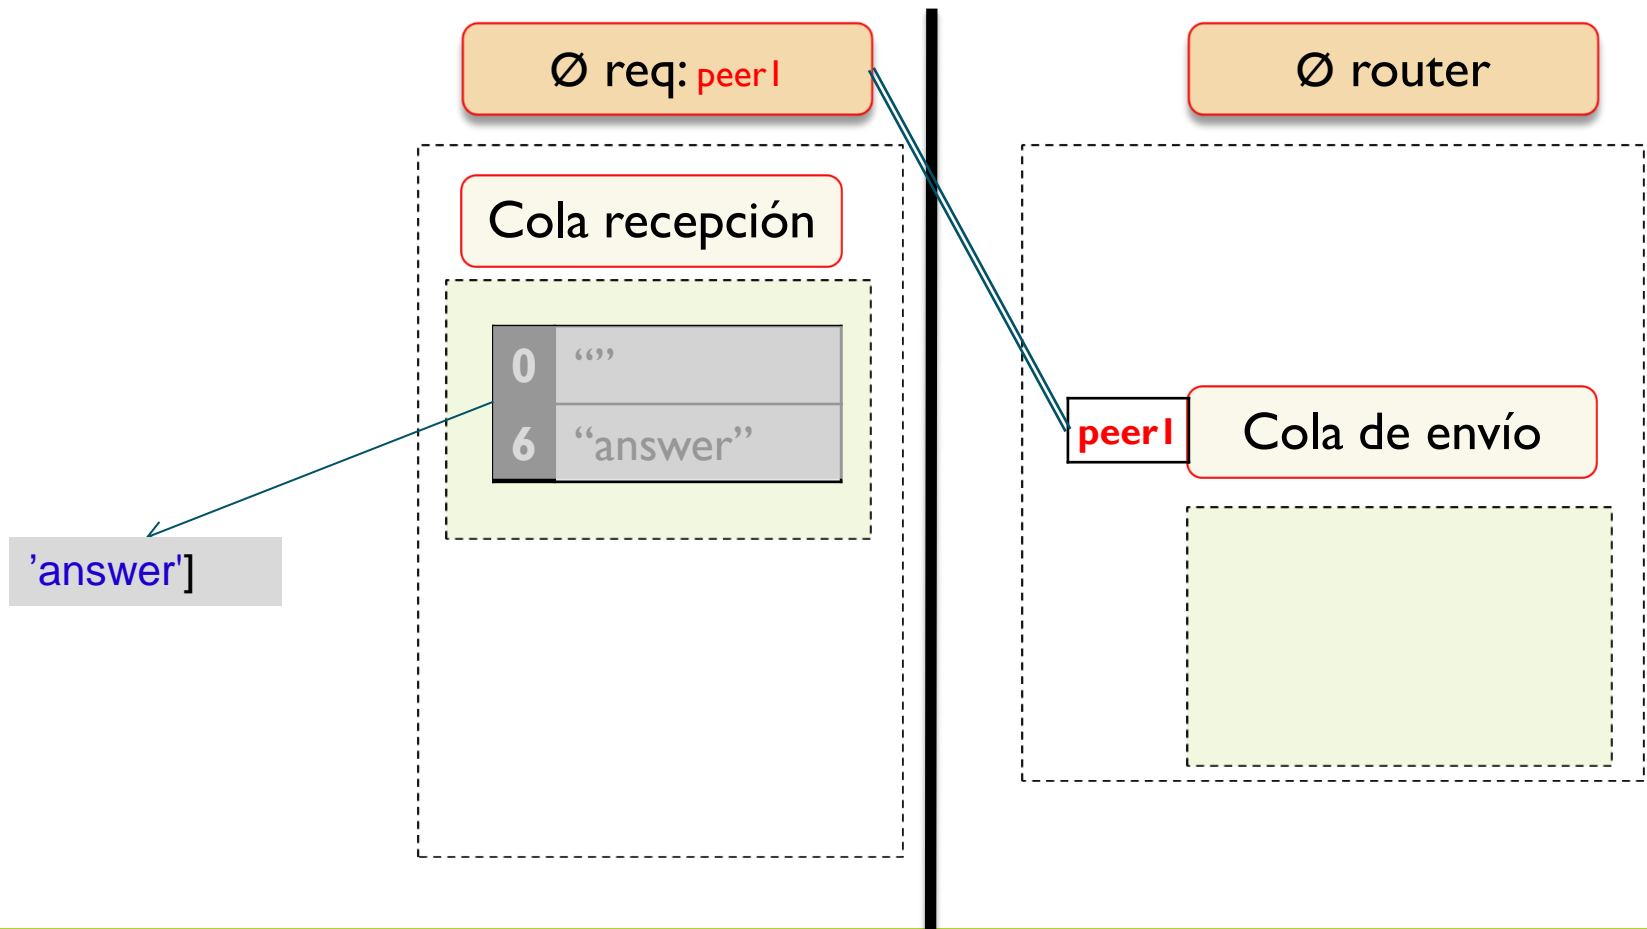 Ø req: peer1
Ø router
Cola recepción
0 “”
6 “answer”
peer1
Cola de envío
’answer']